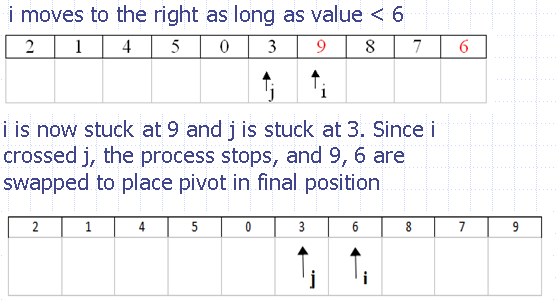 i moves to the right as long as value < 6
2 1 4 5 0 3 9 8 7 6
j i
i is now stuck at 9 and j is stuck at 3. Since i
crossed j, the process stops, and 9, 6 are
swapped to place pivot in final position
2 1 4 5 0 3 6 8 7 9
j i